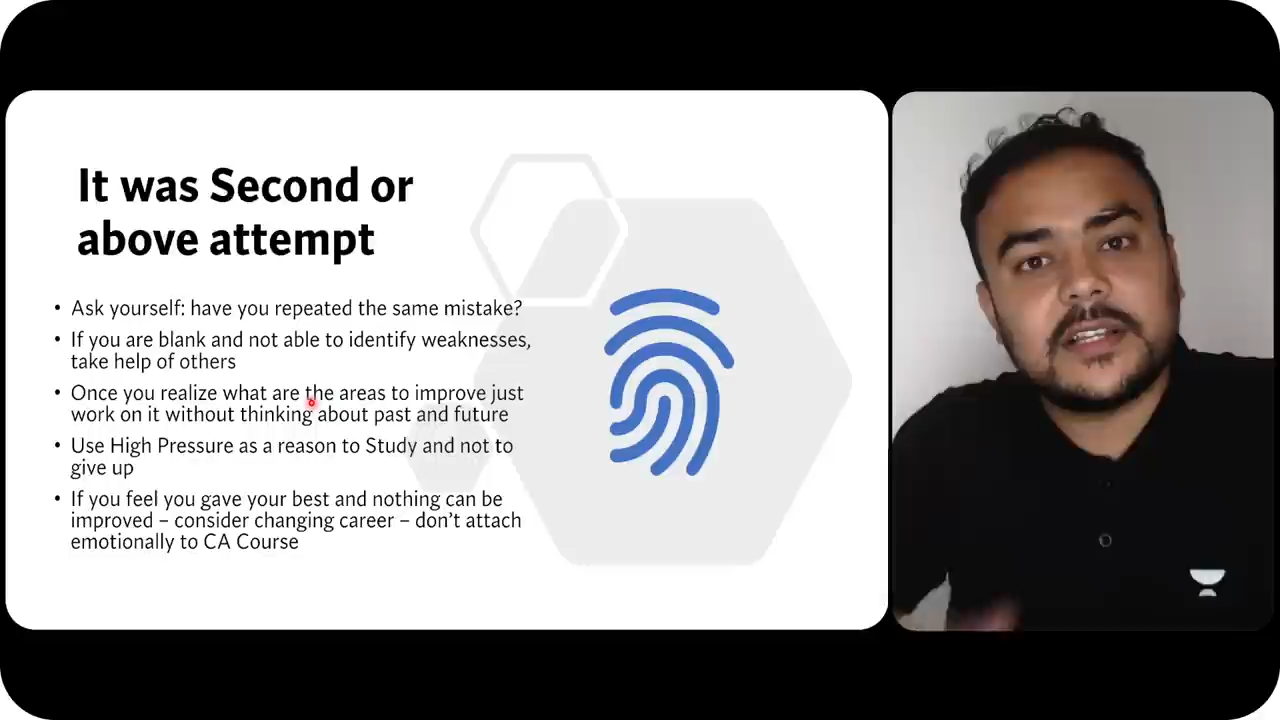 It was Second or
above attempt
• Ask yourself: have you repeated the same mistake?
• If you are blank and not able to identify weaknesses,
take help of others
• Once you realize what are the areas to improve just
work on it without thinking about past and future
• Use High Pressure as a reason to Study and not to
give up
• If you feel you gave your best and nothing can be
improved – consider changing career – don't attach
emotionally to CA Course